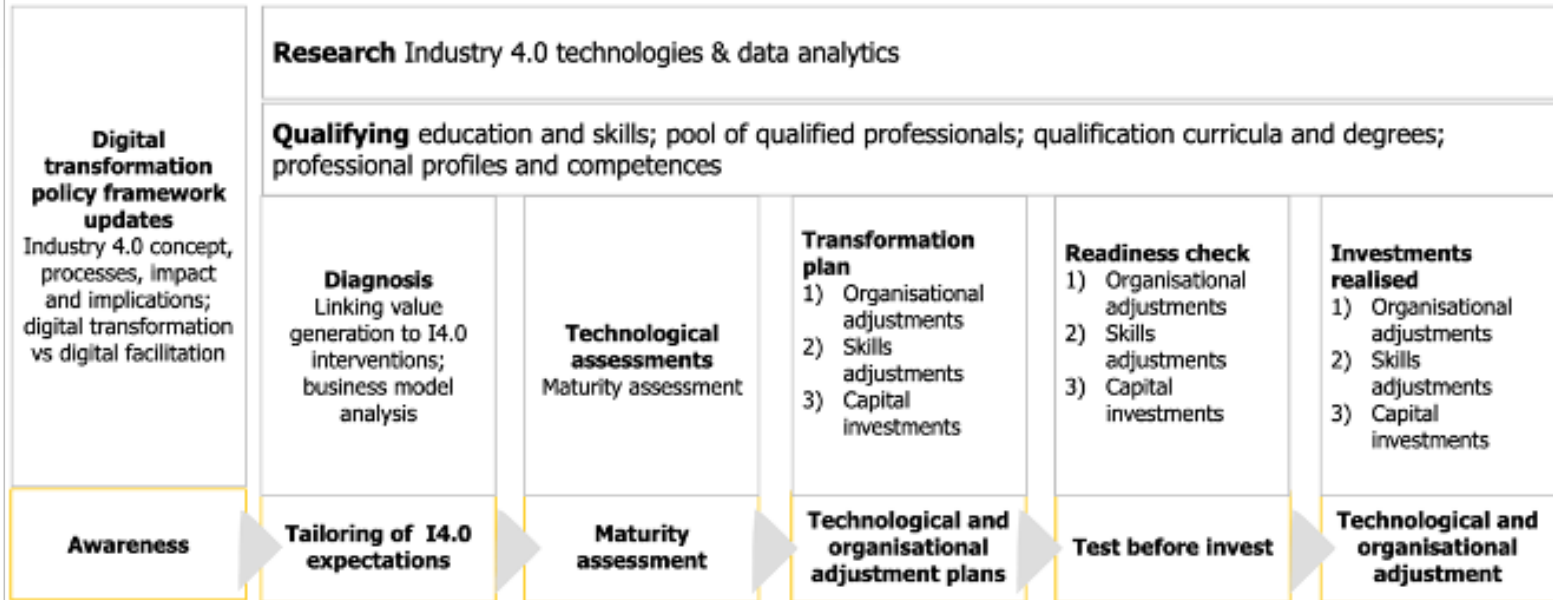 Digital
transformation
policy framework
updates
Industry 4.0 concept,
processes, impact
and implications;
digital transformation
vs digital facilitation
Research Industry 4.0 technologies & data analytics
Qualifying education and skills; pool of qualified professionals; qualification curricula and degrees;
professional profiles and competences
Diagnosis
Linking value
generation to I4.0
interventions;
business model
analysis
Technological
assessments
Maturity assessment
Transformation
plan
1) Organisational
adjustments
2) Skills
adjustments
3) Capital
investments
Readiness check
1) Organisational
adjustments
2) Skills
adjustments
3) Capital
investments
Investments
realised
1) Organisational
adjustments
2) Skills
adjustments
3) Capital
investments
Awareness
Tailoring of I4.0
expectations
Maturity
assessment
Technological and
organisational
adjustment plans
Test before invest
Technological and
organisational
adjustment